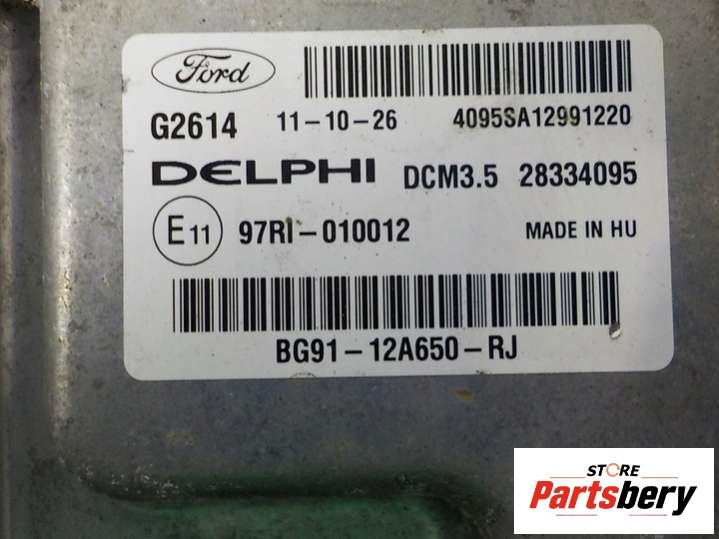 Ford
G2614 11-10-26 4095SA12991220
DELPHI DCM3.5 28334095
E11 97RI-010012 MADE IN HU
BG91-12A650-RJ
STORE
Partsbery